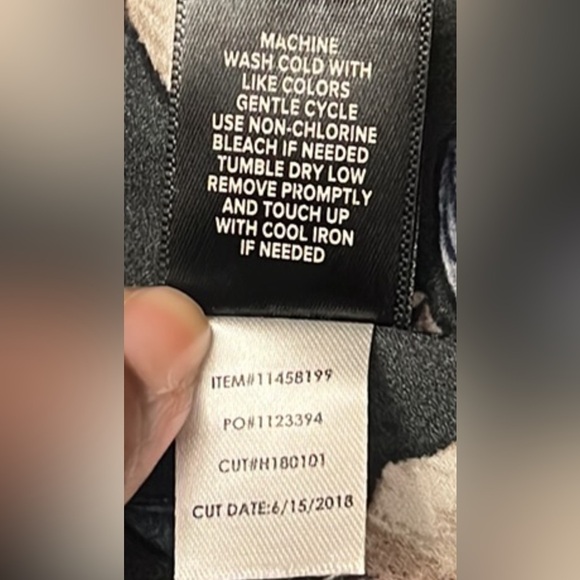 MACHINE
WASH COLD WITH
LIKE COLORS
GENTLE CYCLE
USE NON-CHLORINE
BLEACH IF NEEDED
TUMBLE DRY LOW
REMOVE PROMPTLY
AND TOUCH UP
WITH COOL IRON
IF NEEDED
ITEM#11458199
PO#1123394
CUT#H180101
CUT DATE:6/15/2018